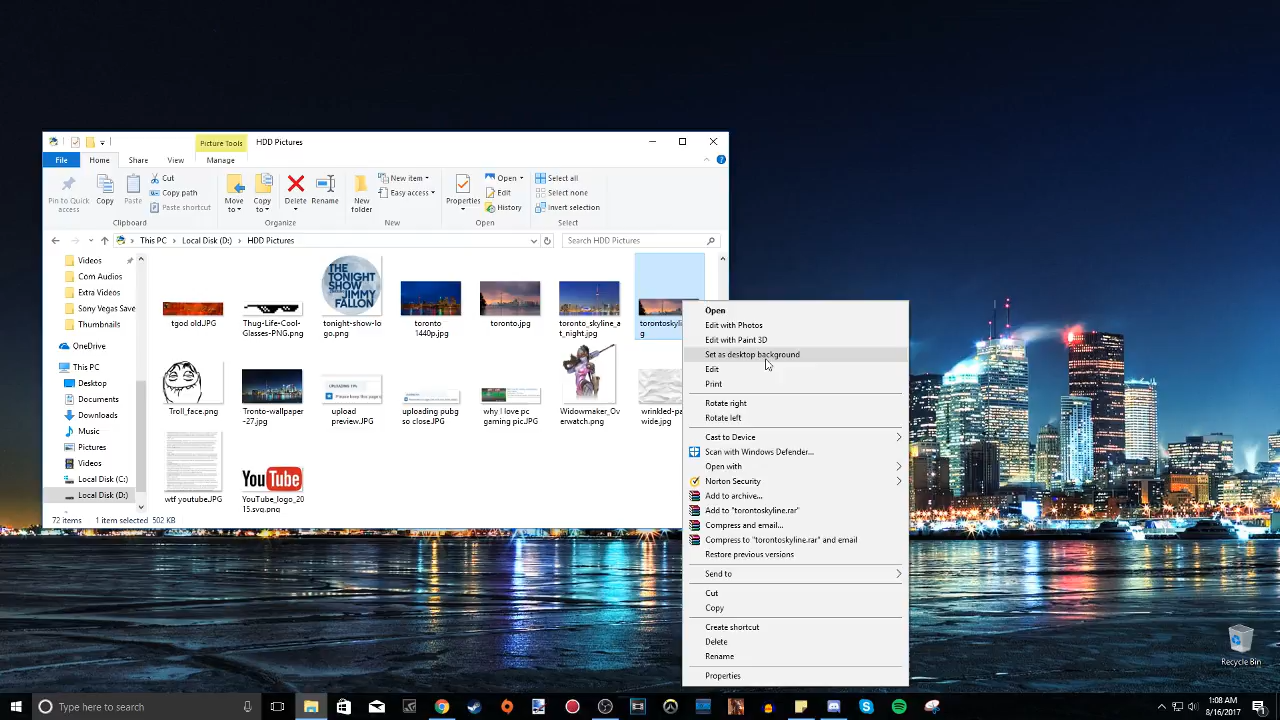 Picture Tools HDD Pictures
File Home Share View Manage
Pin to Quick access
Copy
Paste
Cut
Copy path
Paste shortcut
Move to
Copy to
Delete
Rename
New folder
New item
Easy access
Properties
Open
Edit
History
Select all
Select none
Invert selection
Clipboard Organize New Open Select
This PC Local Disk (D:) HDD Pictures
Search HDD Pictures
Videos
Com Audios
Extra Videos
Sony Vegas Save
Thumbnails
OneDrive
This PC
Desktop
Documents
Downloads
Music
Pictures
Videos
Local Disk (C:)
Local Disk (D:)
THE TONIGHT SHOW JIMMY FALLON
tgod old.JPG
Thug-Life-Cool-Glasses-PNG.png
tonight-show-logo.png
toronto 1440p.jpg
toronto.jpg
toronto_skyline_at_night.jpg
torontoskyli
g
UPLOADING TIPS
Please keep this page
Troll_face.png
Tronto-wallpaper-27.jpg
upload preview.JPG
uploading pubg so close.JPG
why I love pc gaming pic.JPG
Widowmaker_Overwatch.png
wrinkled-pa
wide.jpg
YouTube
wtf youtube.JPG
YouTube_logo_2015.svg.png
72 items 1 item selected 502 KB
Open
Edit with Photos
Edit with Paint 3D
Set as desktop background
Edit
Print
Rotate right
Rotate left
Cast to Device
Scan with Windows Defender...
Open with
Norton Security
Add to archive...
Add to "torontoskyline.rar"
Compress and email...
Compress to "torontoskyline.rar" and email
Restore previous versions
Send to
Cut
Copy
Create shortcut
Delete
Rename
Properties
Recycle Bin
Type here to search
1:08 AM
8/16/2017